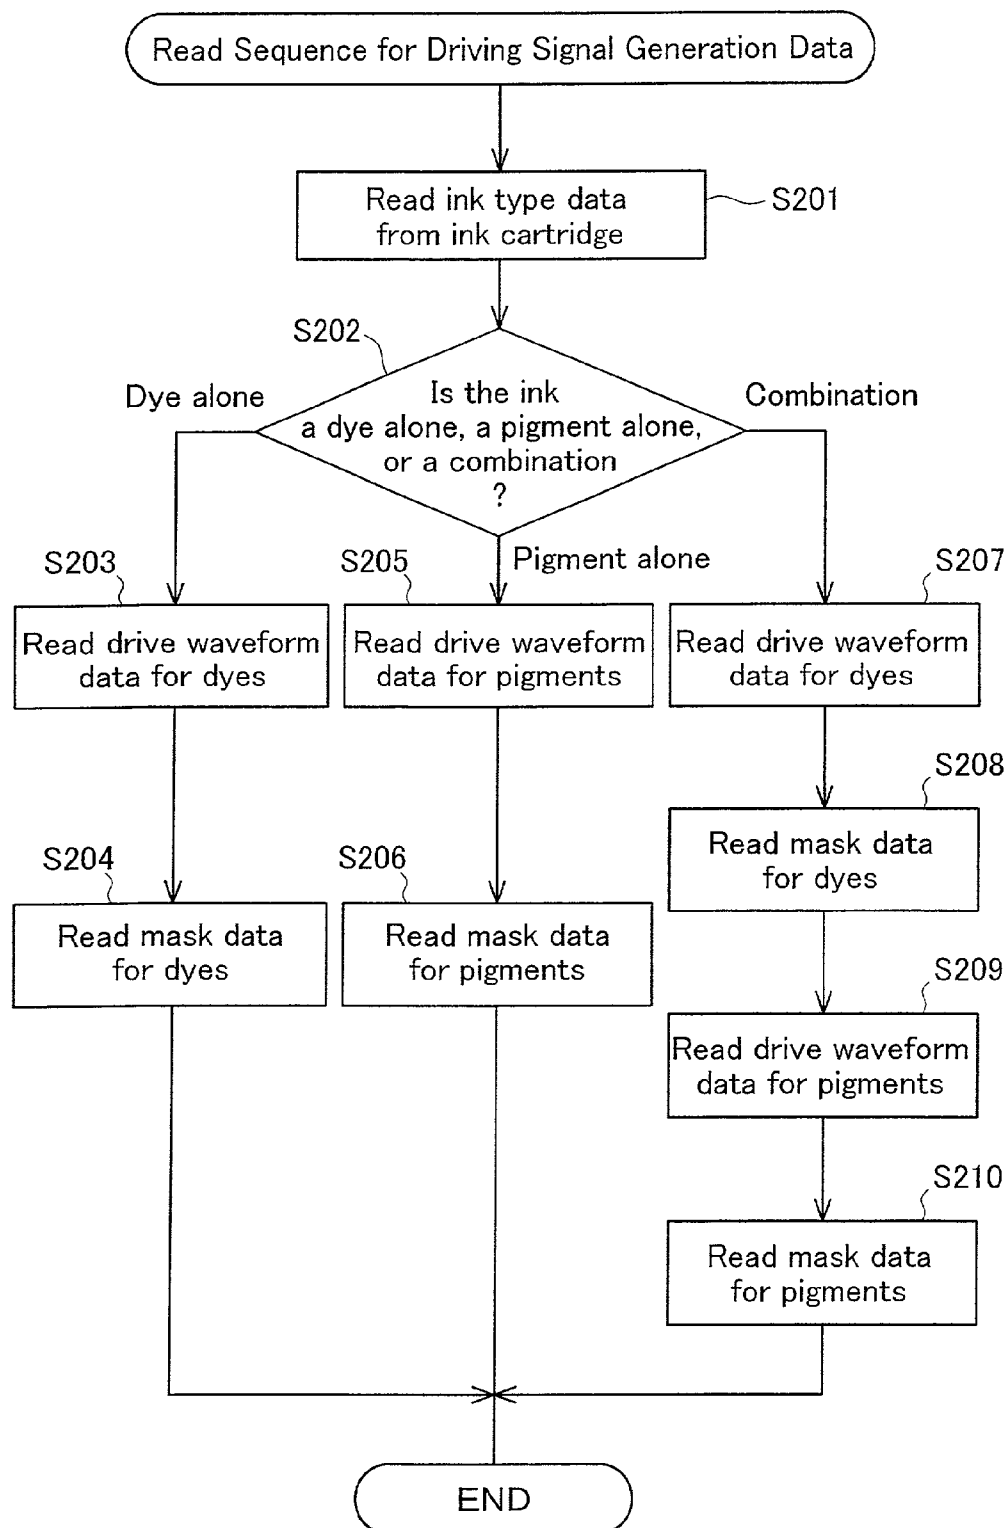 Read Sequence for Driving Signal Generation Data
Read ink type data
from ink cartridge
S201
S202
Dye alone
Is the ink
a dye alone, a pigment alone,
or a combination
?
Combination
Pigment alone
S203
Read drive waveform
data for dyes
S205
Read drive waveform
data for pigments
S207
Read drive waveform
data for dyes
S208
Read mask data
for dyes
S204
Read mask data
for dyes
S206
Read mask data
for pigments
S209
Read drive waveform
data for pigments
S210
Read mask data
for pigments
END